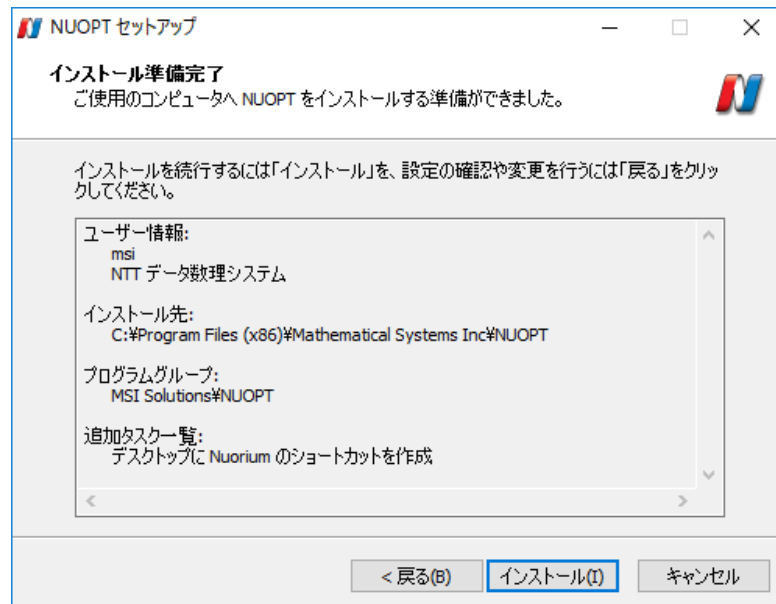 NUOPT セットアップ
インストール準備完了
ご使用のコンピュータへ NUOPT をインストールする準備ができました。
インストールを続行するには「インストール」を、設定の確認や変更を行うには「戻る」をクリッ
クしてください。
ユーザー情報:
msi
NTT データ数理システム
インストール先:
C:¥Program Files (x86)¥Mathematical Systems Inc¥NUOPT
プログラムグループ:
MSI Solutions¥NUOPT
追加タスク一覧:
デスクトップに Nuorium のショートカットを作成
< 戻る(B)
インストール(I)
キャンセル